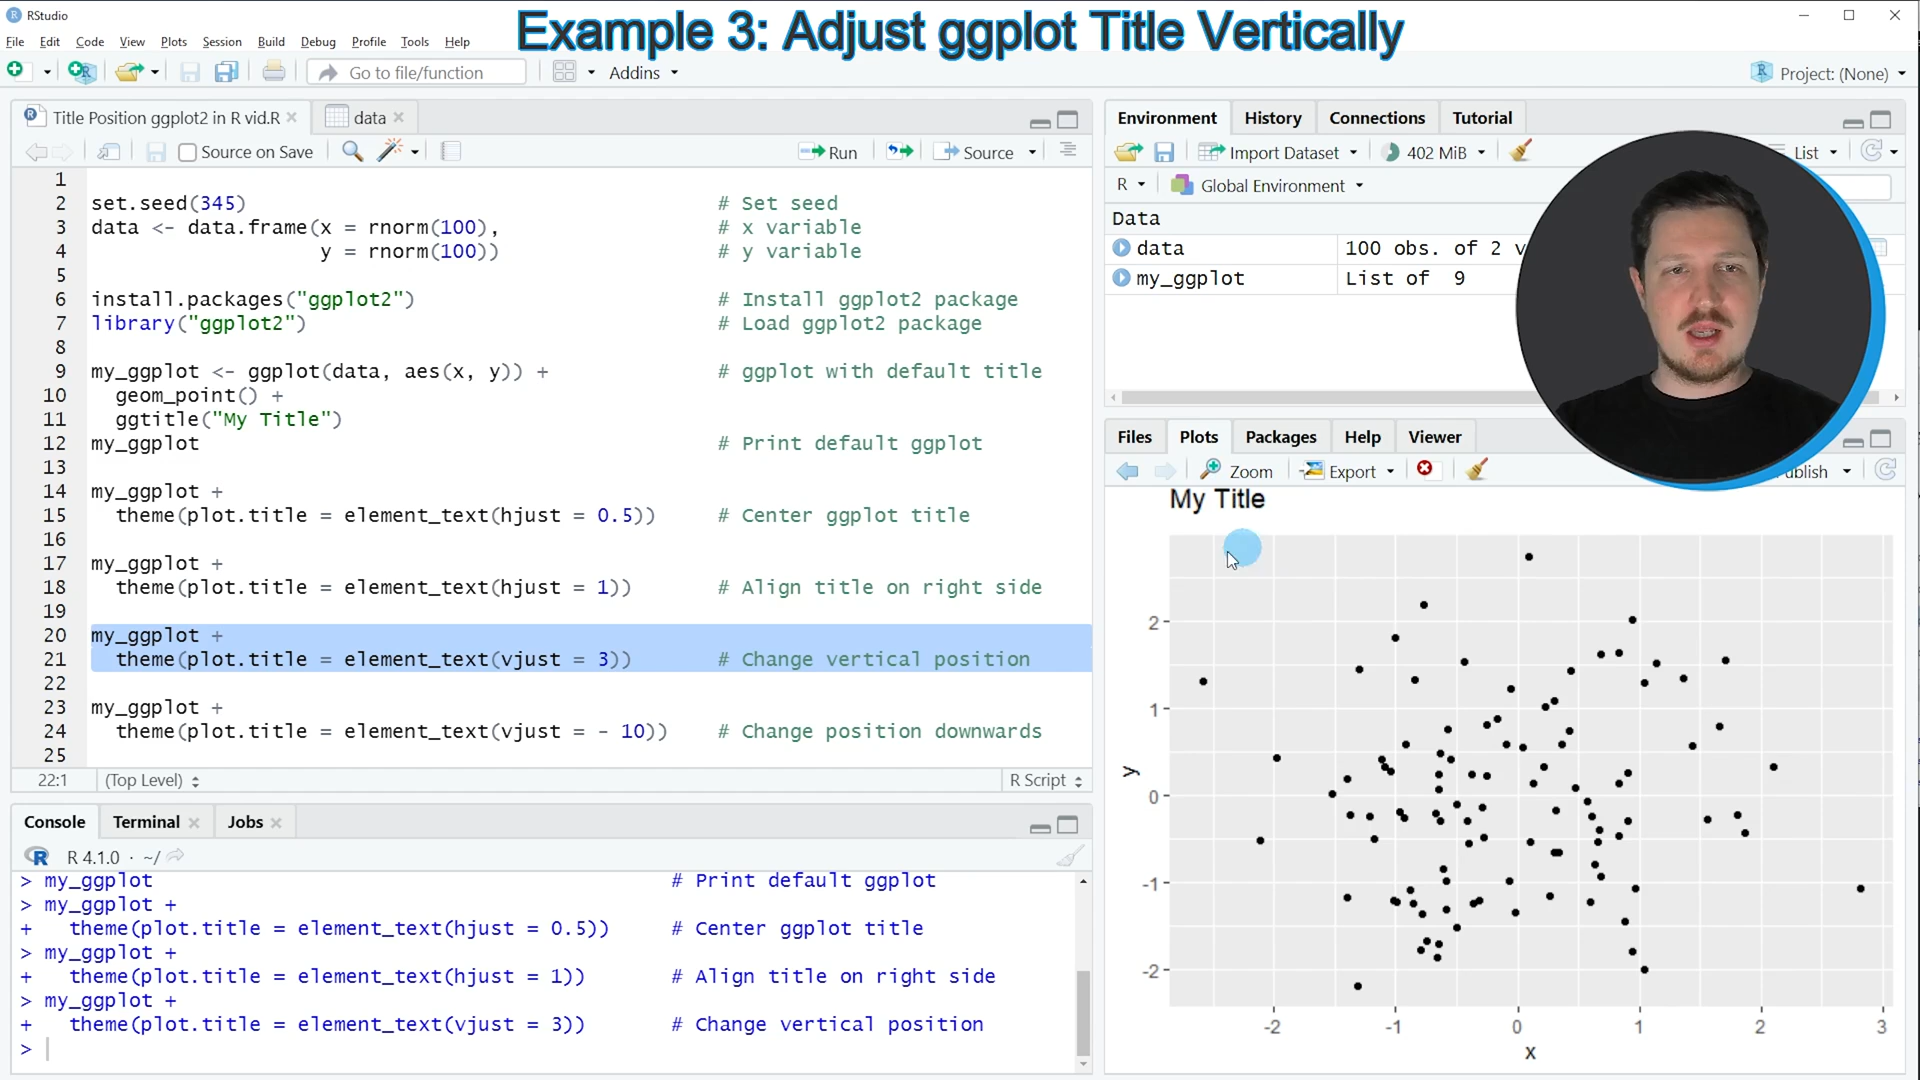 RStudio
Example 3: Adjust ggplot Title Vertically
File Edit Code View Plots Session Build Debug Profile Tools Help
Go to file/function Addins Project: (None)
Title Position ggplot2 in R vid.R data
Source on Save Run Source
1
2 set.seed(345) # Set seed
3 data <- data.frame(x = rnorm(100), # x variable
4 y = rnorm(100)) # y variable
5
6 install.packages("ggplot2") # Install ggplot2 package
7 library("ggplot2") # Load ggplot2 package
8
9 my_ggplot <- ggplot(data, aes(x, y)) + # ggplot with default title
10 geom_point() +
11 ggtitle("My Title")
12 my_ggplot # Print default ggplot
13
14 my_ggplot +
15 theme(plot.title = element_text(hjust = 0.5)) # Center ggplot title
16
17 my_ggplot +
18 theme(plot.title = element_text(hjust = 1)) # Align title on right side
19
20 my_ggplot +
21 theme(plot.title = element_text(vjust = 3)) # Change vertical position
22
23 my_ggplot +
24 theme(plot.title = element_text(vjust = - 10)) # Change position downwards
25
22:1 (Top Level) R Script
Console Terminal Jobs
R 4.1.0 · ~/
> my_ggplot # Print default ggplot
> my_ggplot +
+ theme(plot.title = element_text(hjust = 0.5)) # Center ggplot title
> my_ggplot +
+ theme(plot.title = element_text(hjust = 1)) # Align title on right side
> my_ggplot +
+ theme(plot.title = element_text(vjust = 3)) # Change vertical position
>
Environment History Connections Tutorial
Import Dataset 402 MiB List
R Global Environment
Data
data 100 obs. of 2 v
my_ggplot List of 9
Files Plots Packages Help Viewer
Zoom Export ublish
My Title
2
1
0
-1
-2
y
-2 -1 0 1 2 3
x